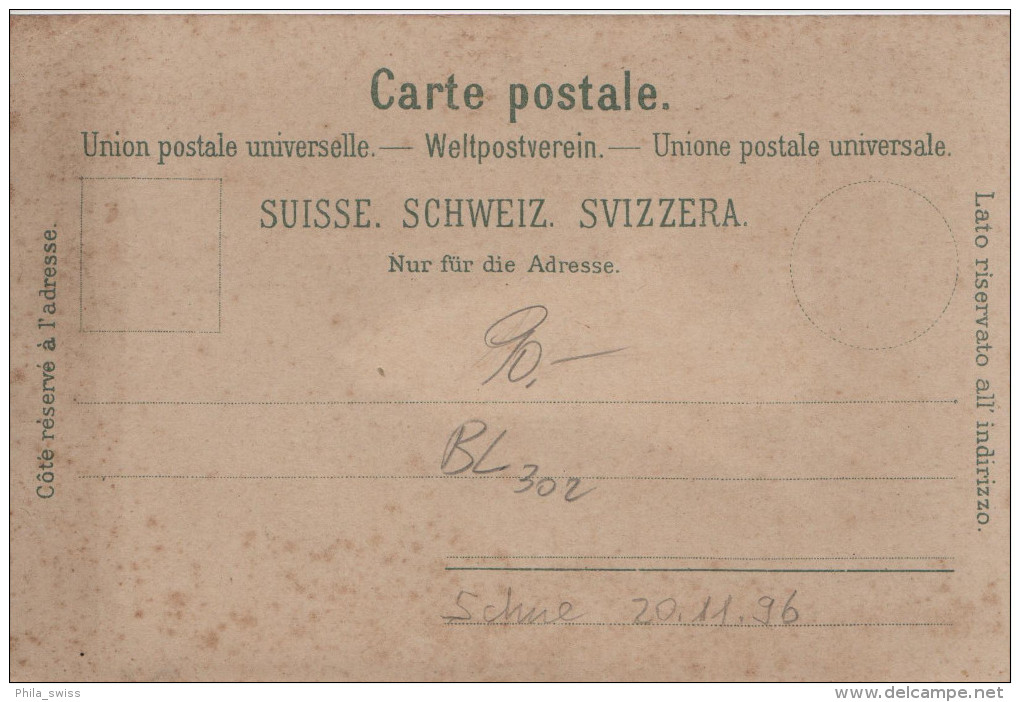 Carte postale.
Union postale universelle. — Weltpostverein. — Unione postale universale.
SUISSE. SCHWEIZ. SVIZZERA.
Nur für die Adresse.
Côté réservé à l'adresse.
Lato riservato all' indirizzo.
90.-
BL
302
20.11.96
Phila_swiss
www.delcampe.net